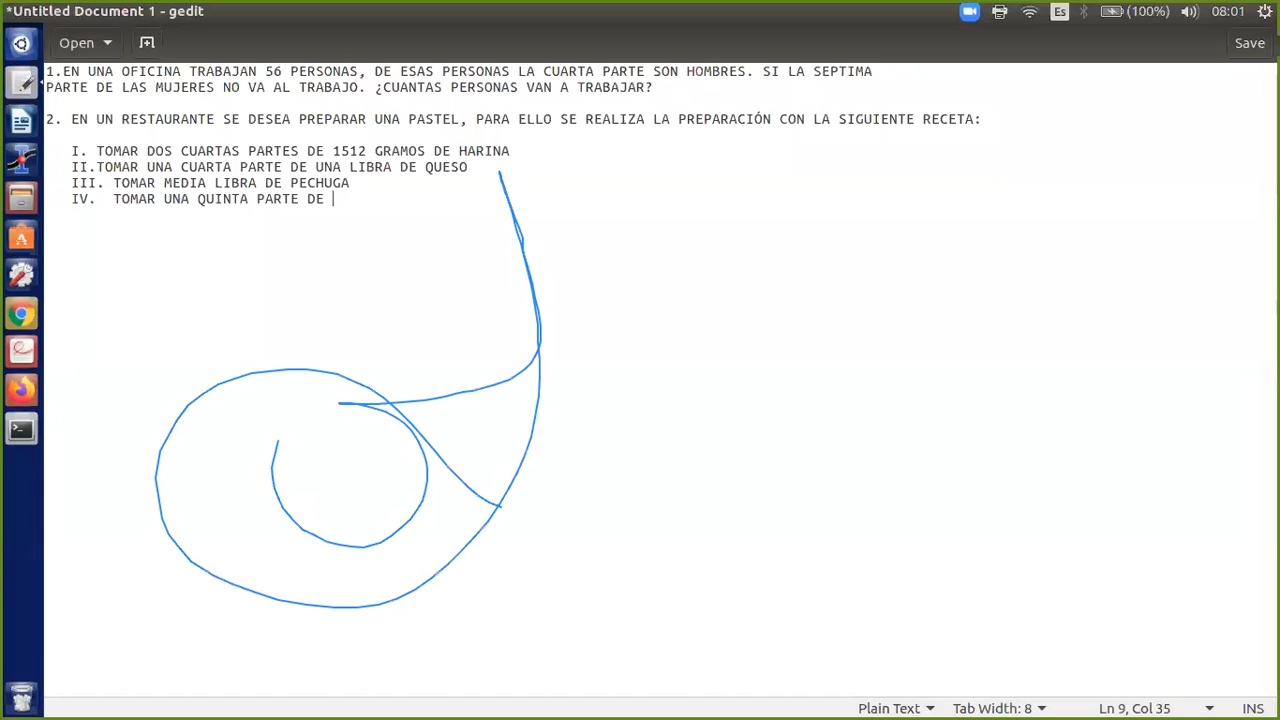 *Untitled Document 1 - gedit
Es
(100%)
08:01
Open
Save
1.EN UNA OFICINA TRABAJAN 56 PERSONAS, DE ESAS PERSONAS LA CUARTA PARTE SON HOMBRES. SI LA SEPTIMA
PARTE DE LAS MUJERES NO VA AL TRABAJO. ¿CUANTAS PERSONAS VAN A TRABAJAR?
2. EN UN RESTAURANTE SE DESEA PREPARAR UNA PASTEL, PARA ELLO SE REALIZA LA PREPARACIÓN CON LA SIGUIENTE RECETA:
I. TOMAR DOS CUARTAS PARTES DE 1512 GRAMOS DE HARINA
II.TOMAR UNA CUARTA PARTE DE UNA LIBRA DE QUESO
III. TOMAR MEDIA LIBRA DE PECHUGA
IV.  TOMAR UNA QUINTA PARTE DE
Plain Text
Tab Width: 8
Ln 9, Col 35
INS